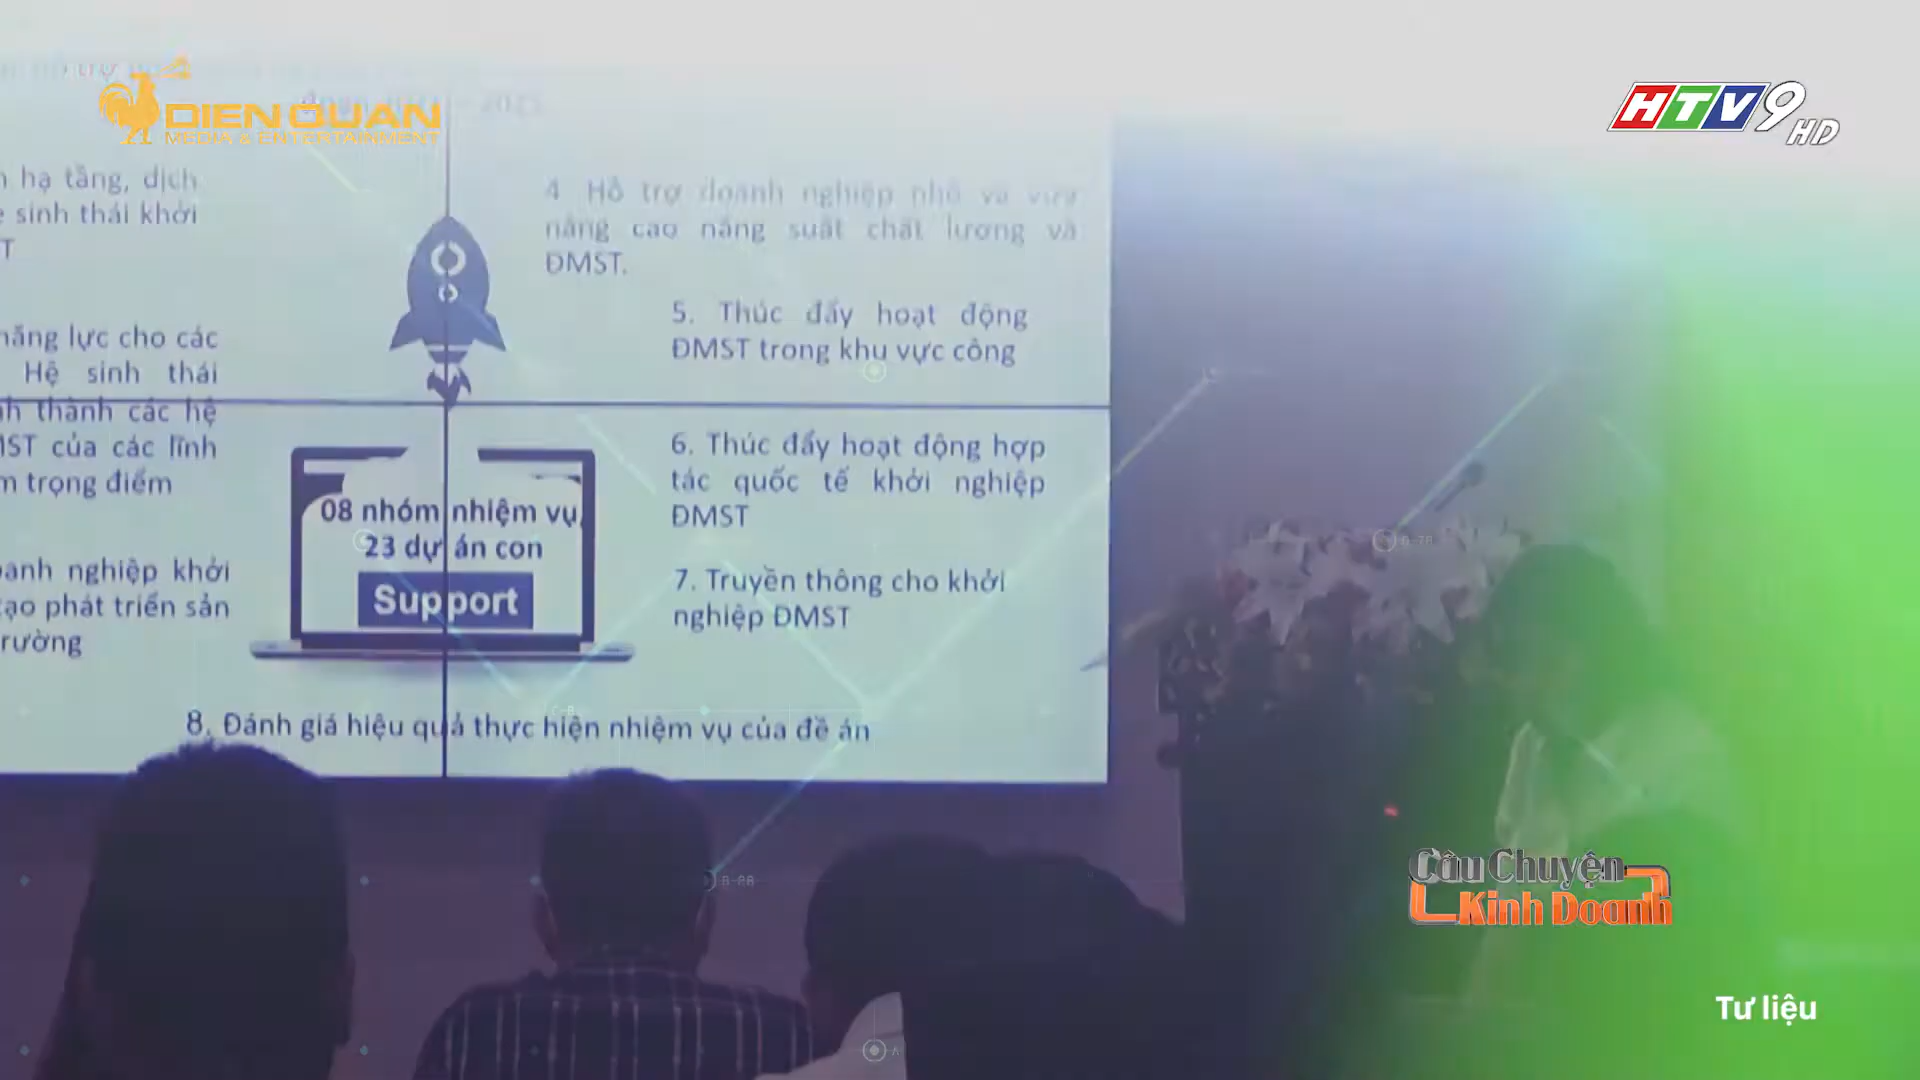 DIEN QUAN
MEDIA & ENTERTAINMENT
HTV9
HD
2025
hạ tầng, dịch
sinh thái khởi
năng lực cho các
Hệ sinh thái
thành các hệ
của các lĩnh
trọng điểm
nghiệp khởi
phát triển sản
4 Hỗ trợ doanh nghiệp nhỏ và vừa
nâng cao năng suất chất lượng và
ĐMST.
5. Thúc đẩy hoạt động
ĐMST trong khu vực công
6. Thúc đẩy hoạt động hợp
tác quốc tế khởi nghiệp
ĐMST
7. Truyền thông cho khởi
nghiệp ĐMST
08 nhóm nhiệm vụ
23 dự án con
Support
8. Đánh giá hiệu quả thực hiện nhiệm vụ của đề án
Câu Chuyện
Kinh Doanh
Tư liệu